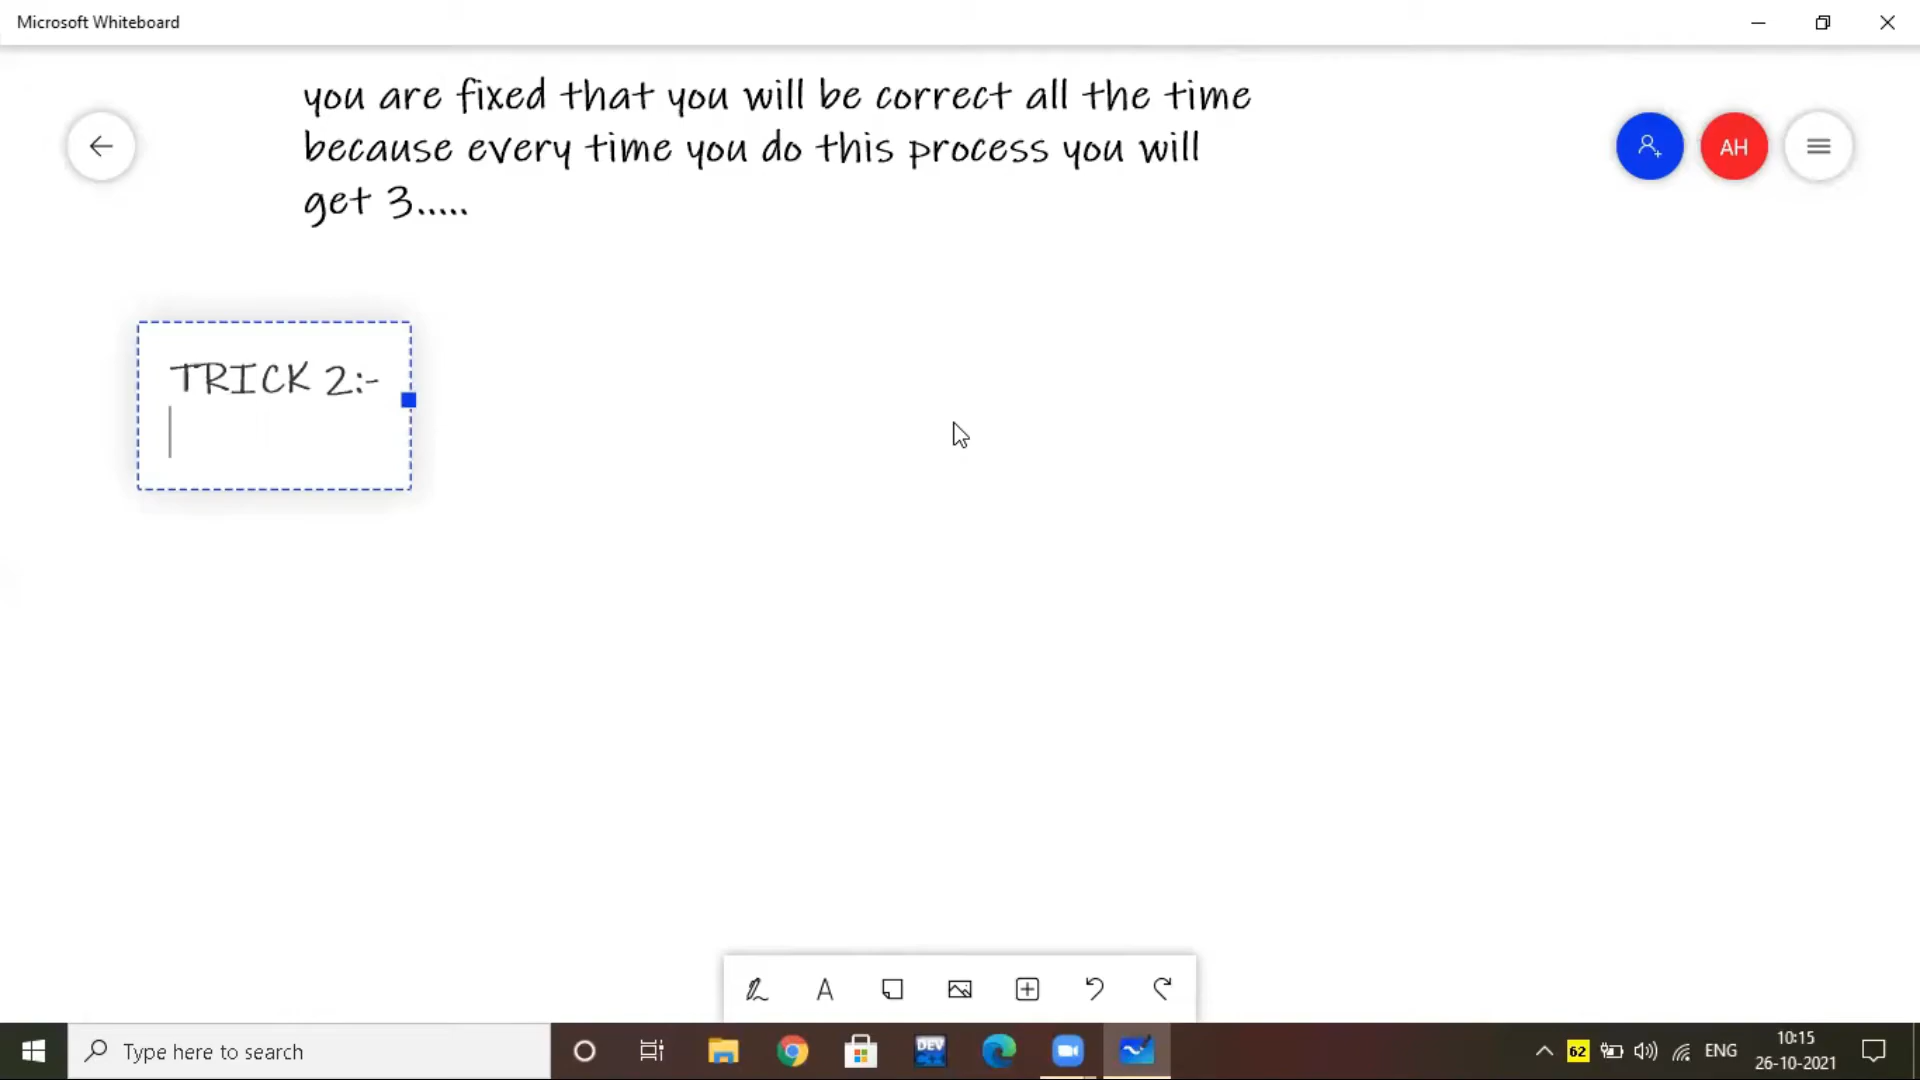 Microsoft Whiteboard
you are fixed that you will be correct all the time
because every time you do this process you will
get 3.....
AH
TRICK 2:-
Type here to search
DEV
62
ENG
10:15
26-10-2021